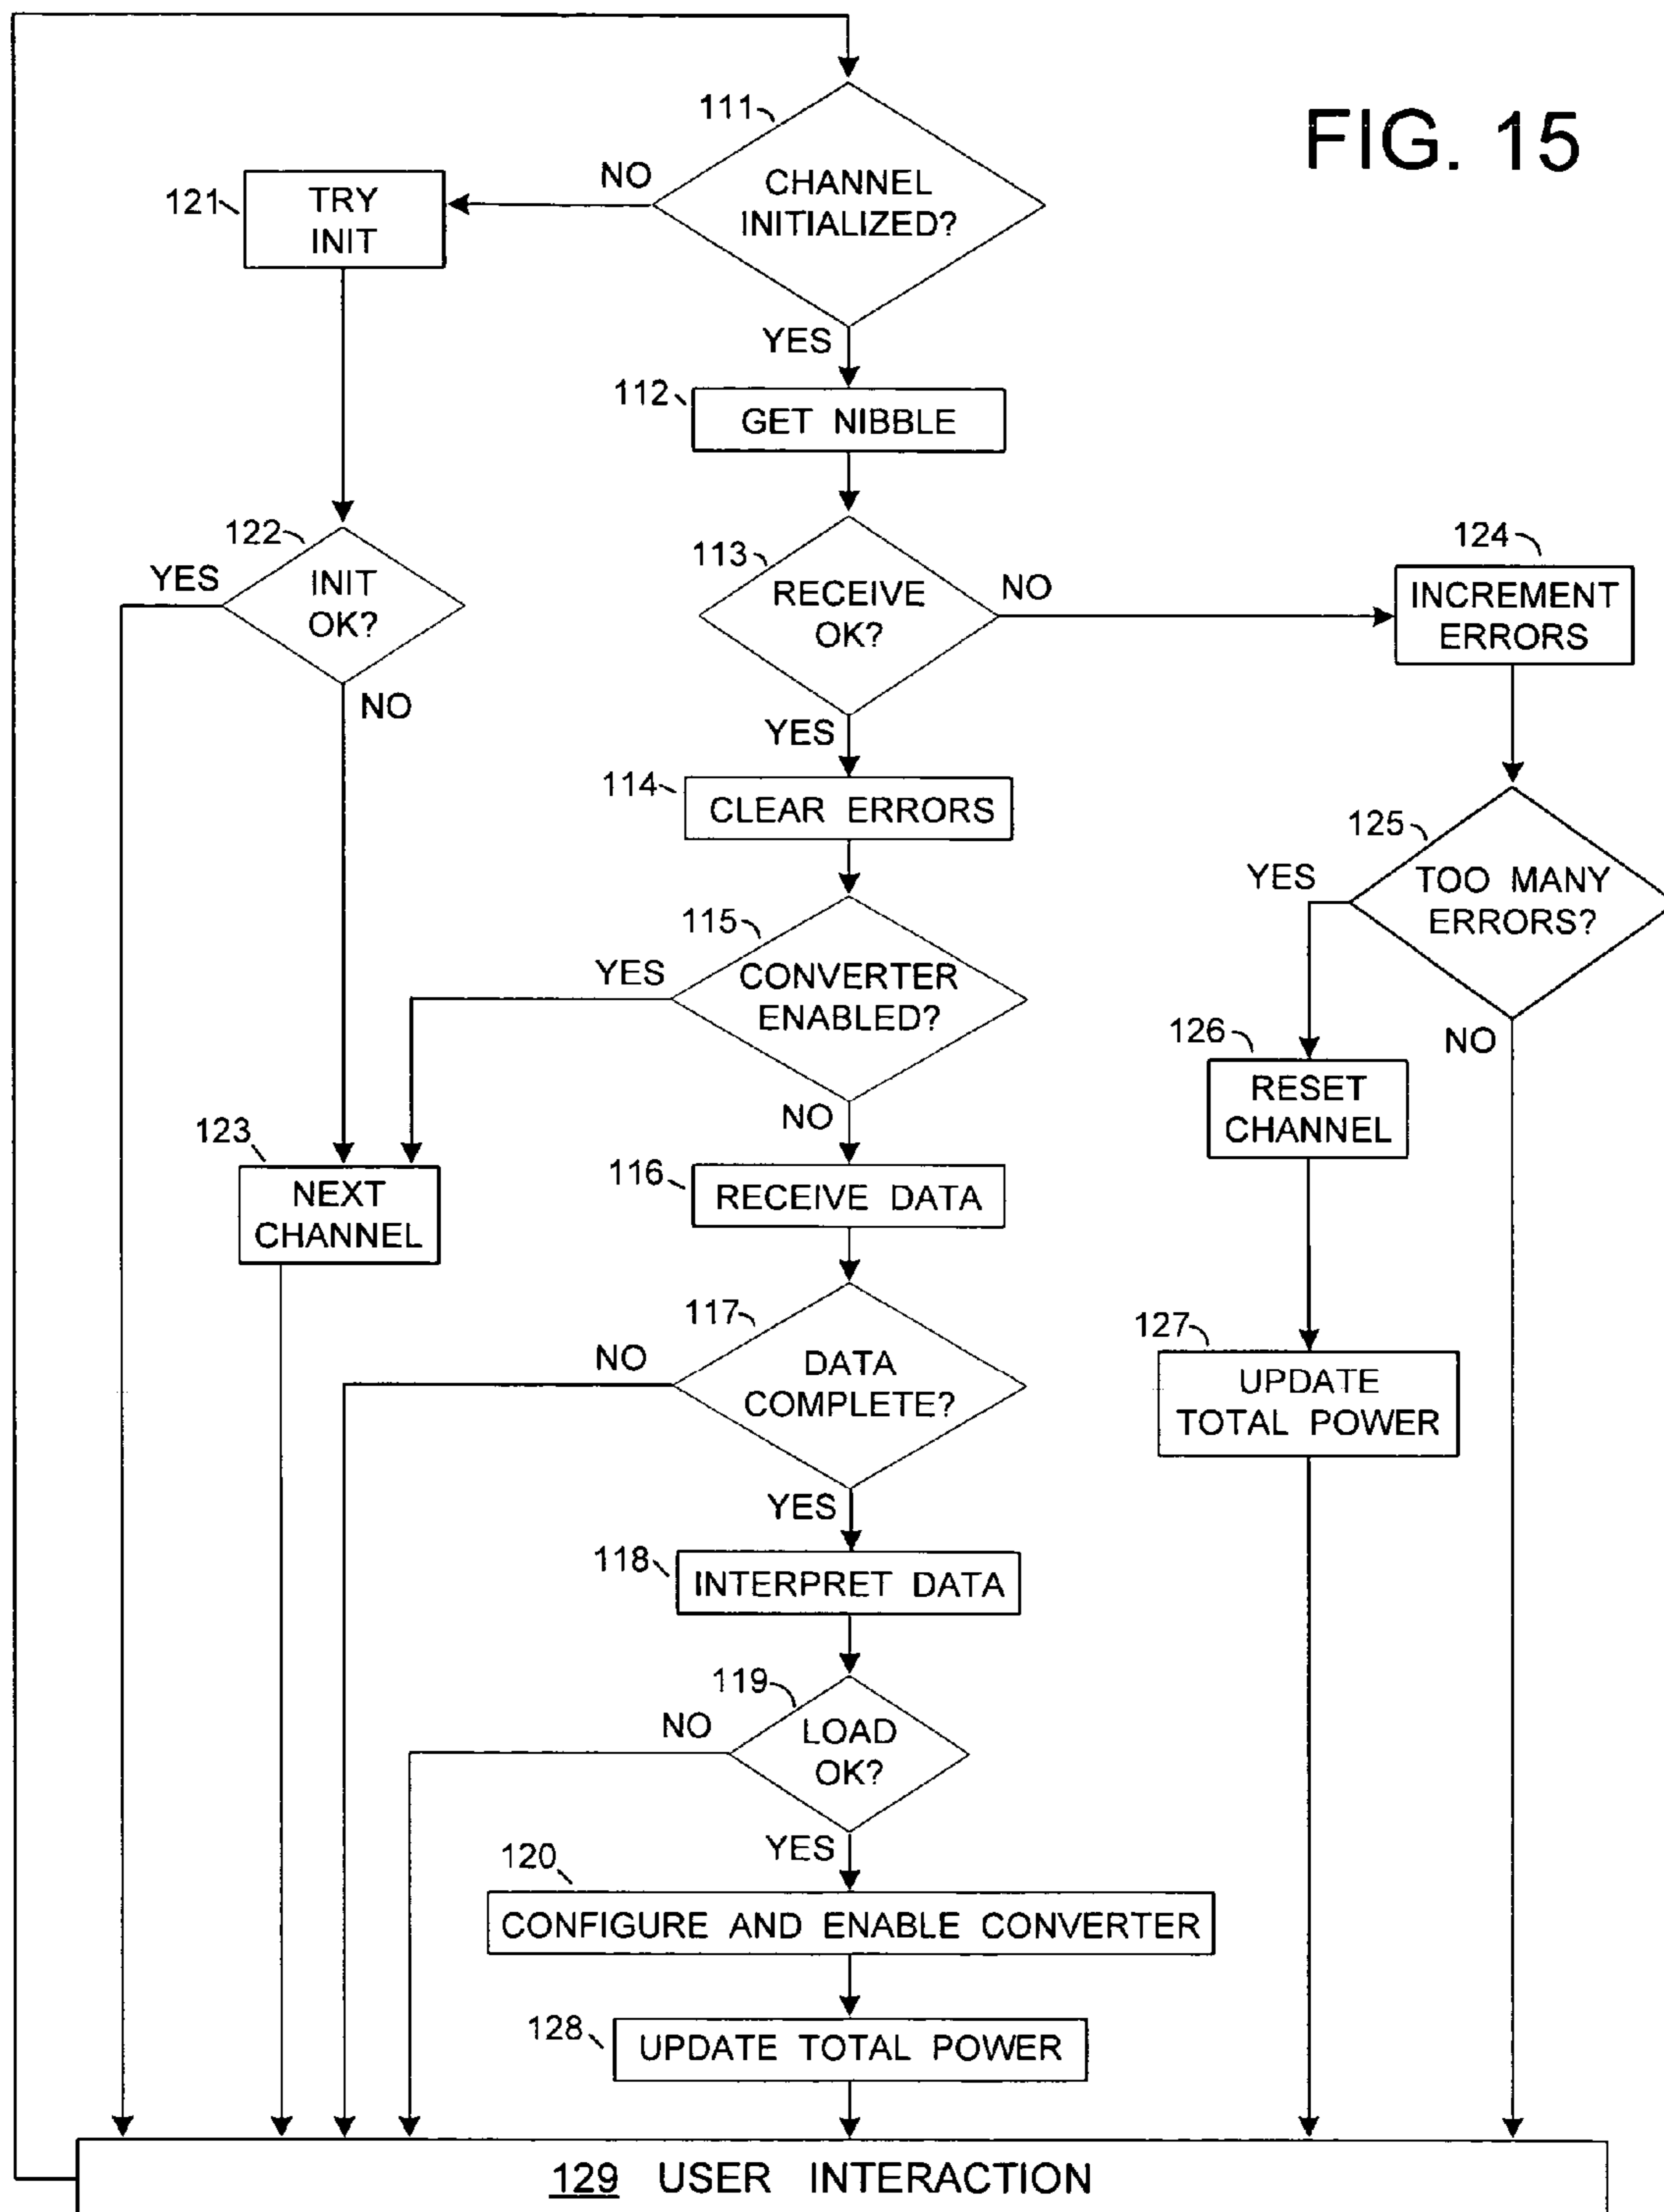 FIG. 15
111
CHANNEL
INITIALIZED?
NO
121
TRY
INIT
YES
112
GET NIBBLE
122
INIT
OK?
YES
NO
113
RECEIVE
OK?
NO
124
INCREMENT
ERRORS
YES
114
CLEAR ERRORS
125
TOO MANY
ERRORS?
YES
NO
115
CONVERTER
ENABLED?
YES
NO
126
RESET
CHANNEL
123
NEXT
CHANNEL
116
RECEIVE DATA
117
DATA
COMPLETE?
NO
YES
127
UPDATE
TOTAL POWER
118
INTERPRET DATA
119
LOAD
OK?
NO
YES
120
CONFIGURE AND ENABLE CONVERTER
128
UPDATE TOTAL POWER
129 USER INTERACTION